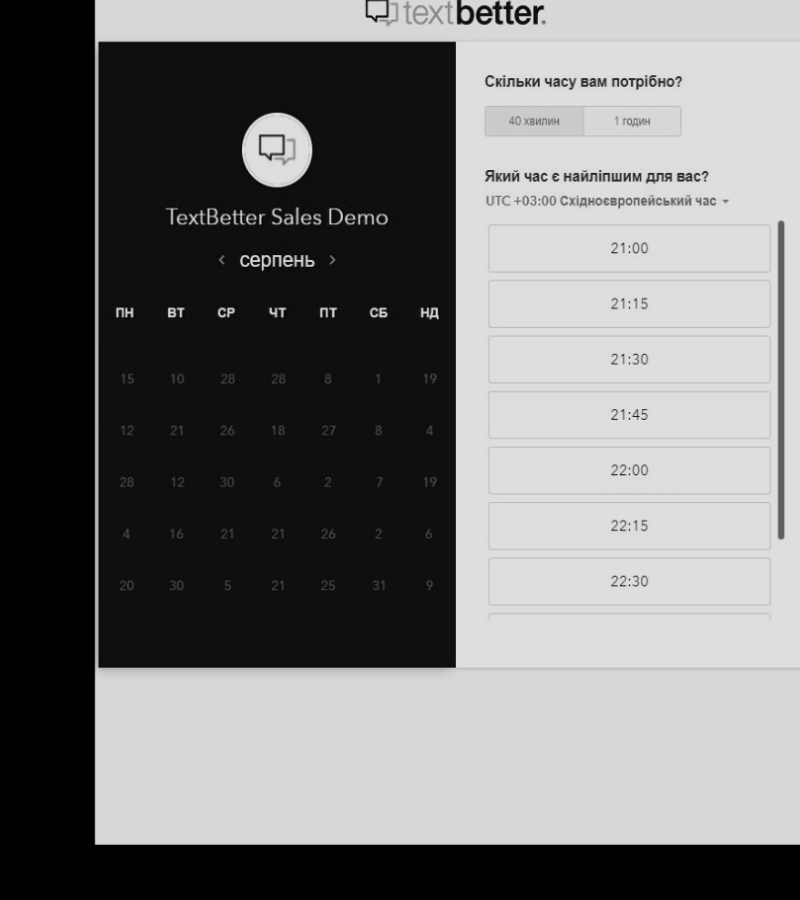 textbetter.
TextBetter Sales Demo
‹ серпень ›
ПН ВТ СР ЧТ ПТ СБ НД
15 10 28 28 8 1 19
12 21 26 18 27 8 4
28 12 30 6 2 7 19
4 16 21 21 26 2 6
20 30 5 21 25 31 9
Скільки часу вам потрібно?
40 хвилин 1 годин
Який час є найліпшим для вас?
UTC +03:00 Східноєвропейський час
21:00
21:15
21:30
21:45
22:00
22:15
22:30